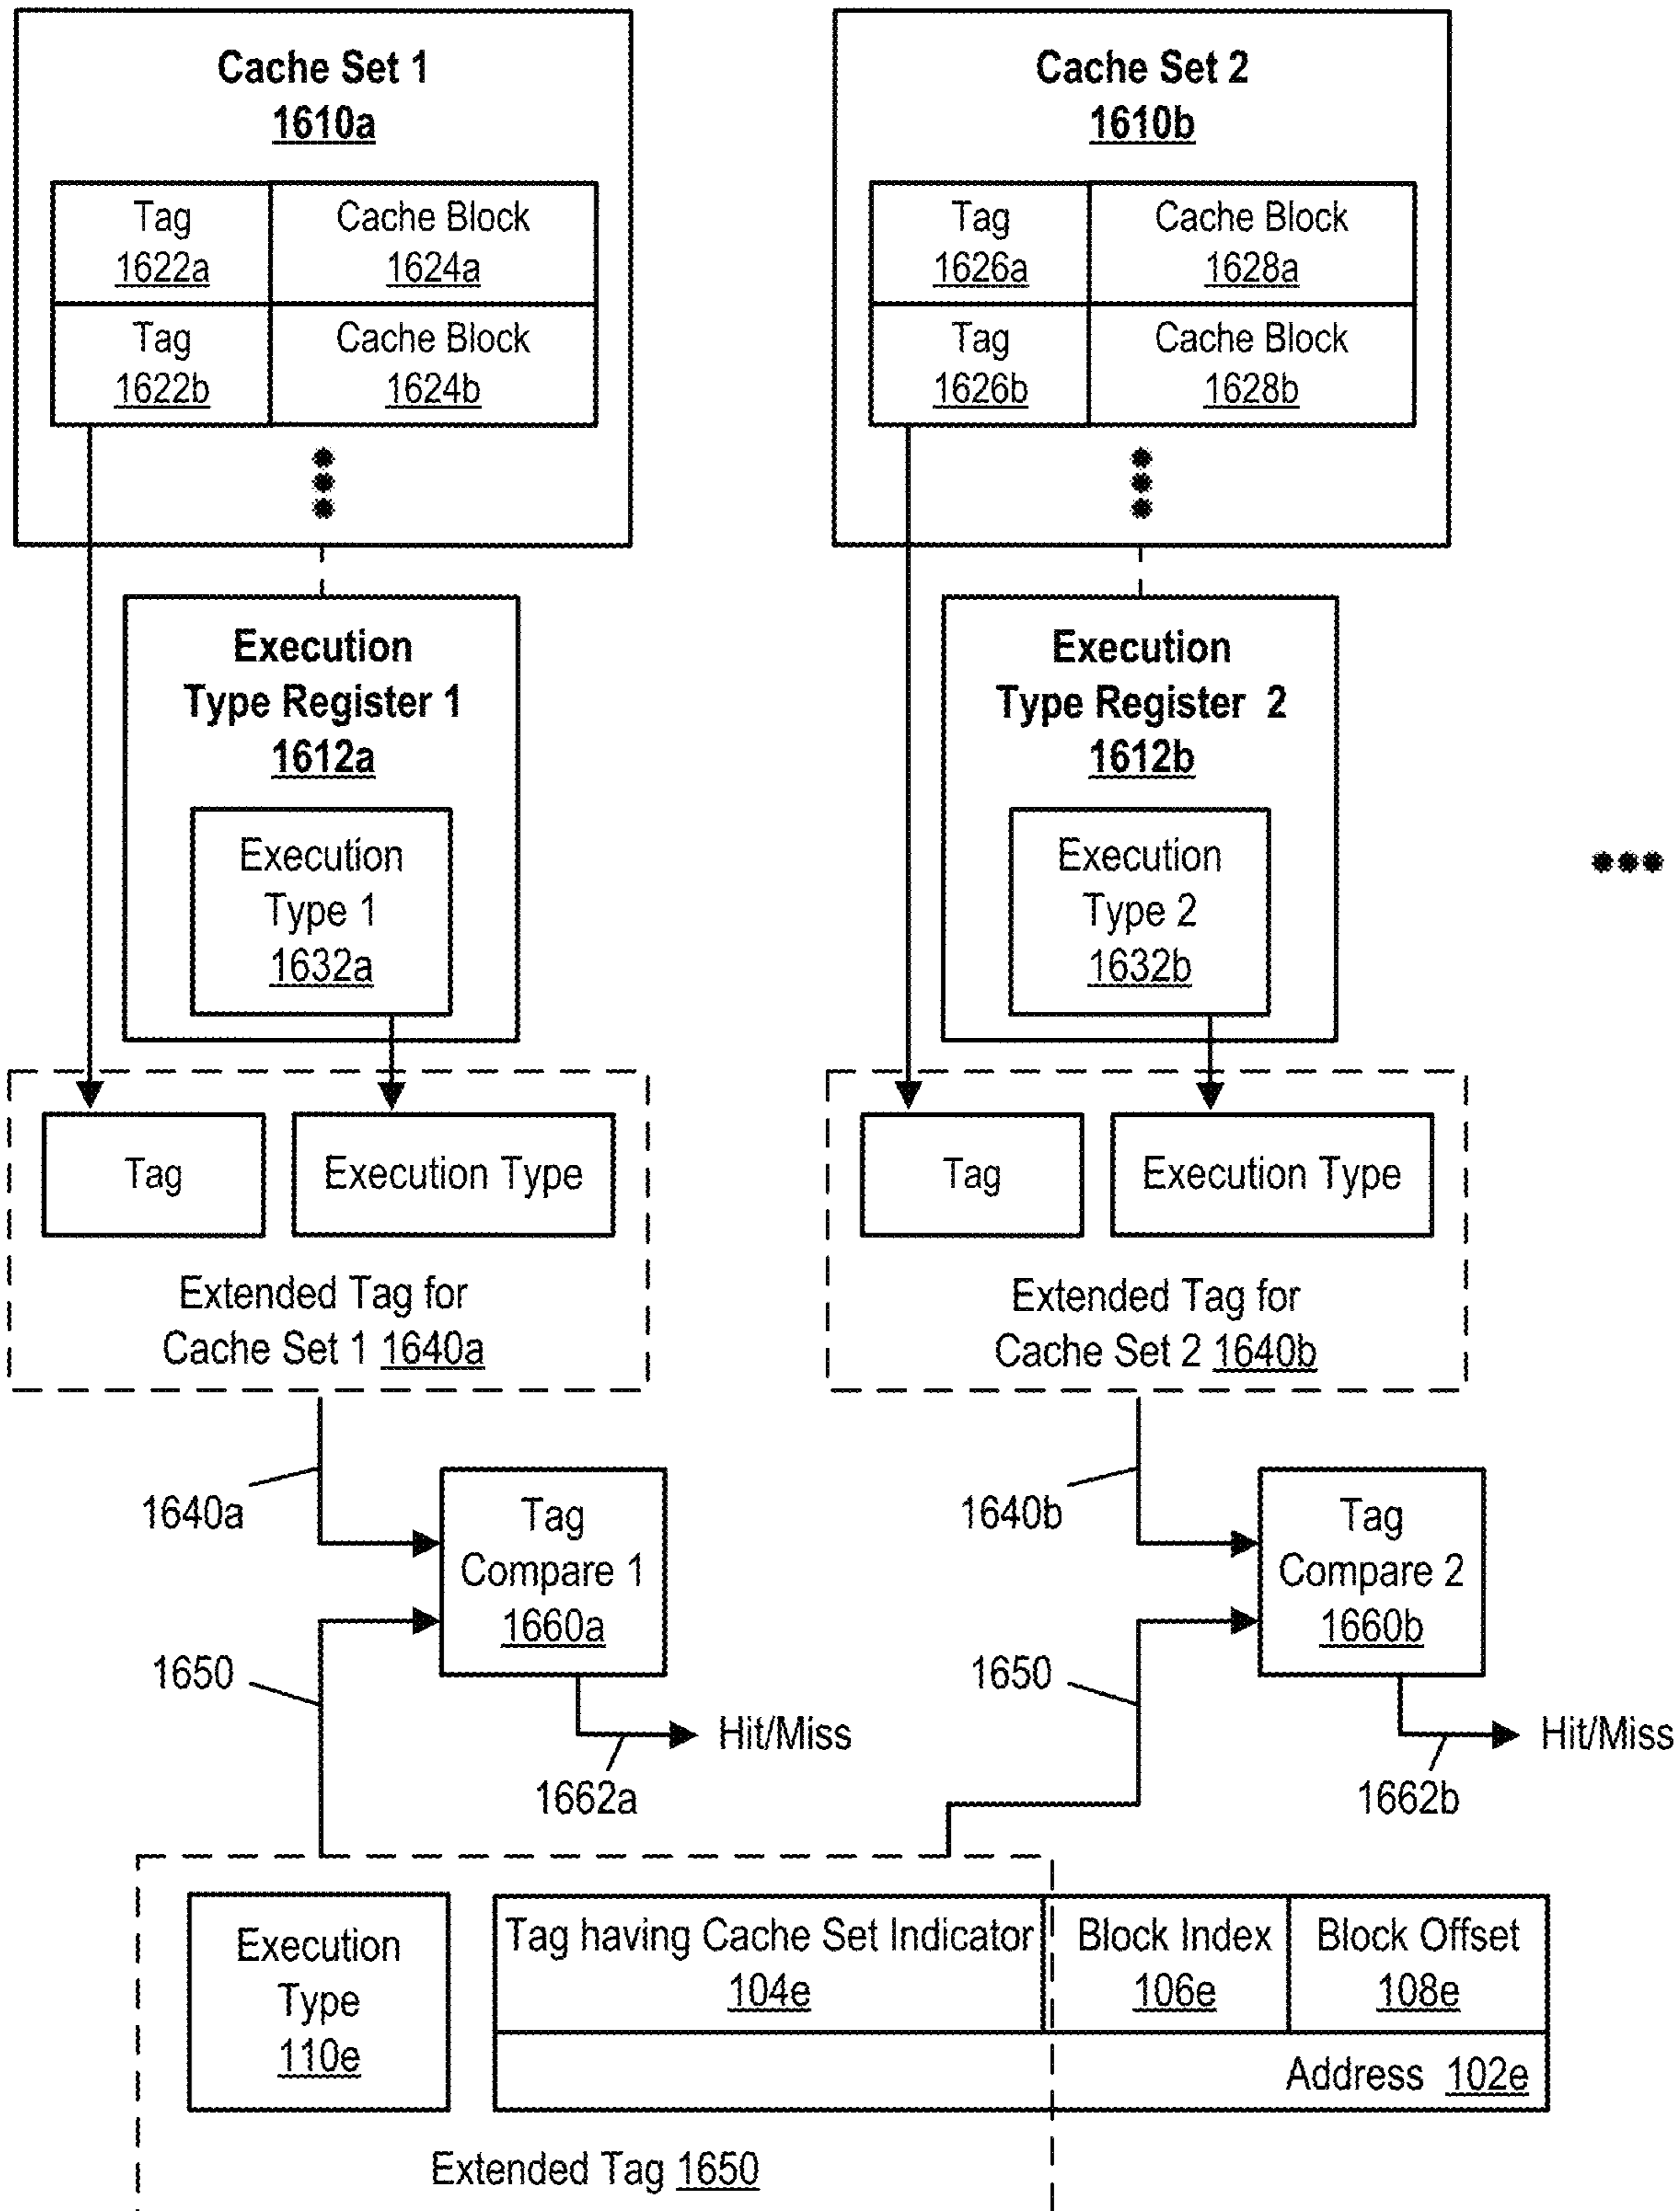 Cache Set 1
1610a
Tag
1622a
Cache Block
1624a
Tag
1622b
Cache Block
1624b
Cache Set 2
1610b
Tag
1626a
Cache Block
1628a
Tag
1626b
Cache Block
1628b
Execution
Type Register 1
1612a
Execution
Type 1
1632a
Execution
Type Register 2
1612b
Execution
Type 2
1632b
Tag
Execution Type
Extended Tag for
Cache Set 1 1640a
Tag
Execution Type
Extended Tag for
Cache Set 2 1640b
1640a
Tag
Compare 1
1660a
1650
Hit/Miss
1662a
1640b
Tag
Compare 2
1660b
1650
Hit/Miss
1662b
Execution
Type
110e
Tag having Cache Set Indicator
104e
Block Index
106e
Block Offset
108e
Address 102e
Extended Tag 1650